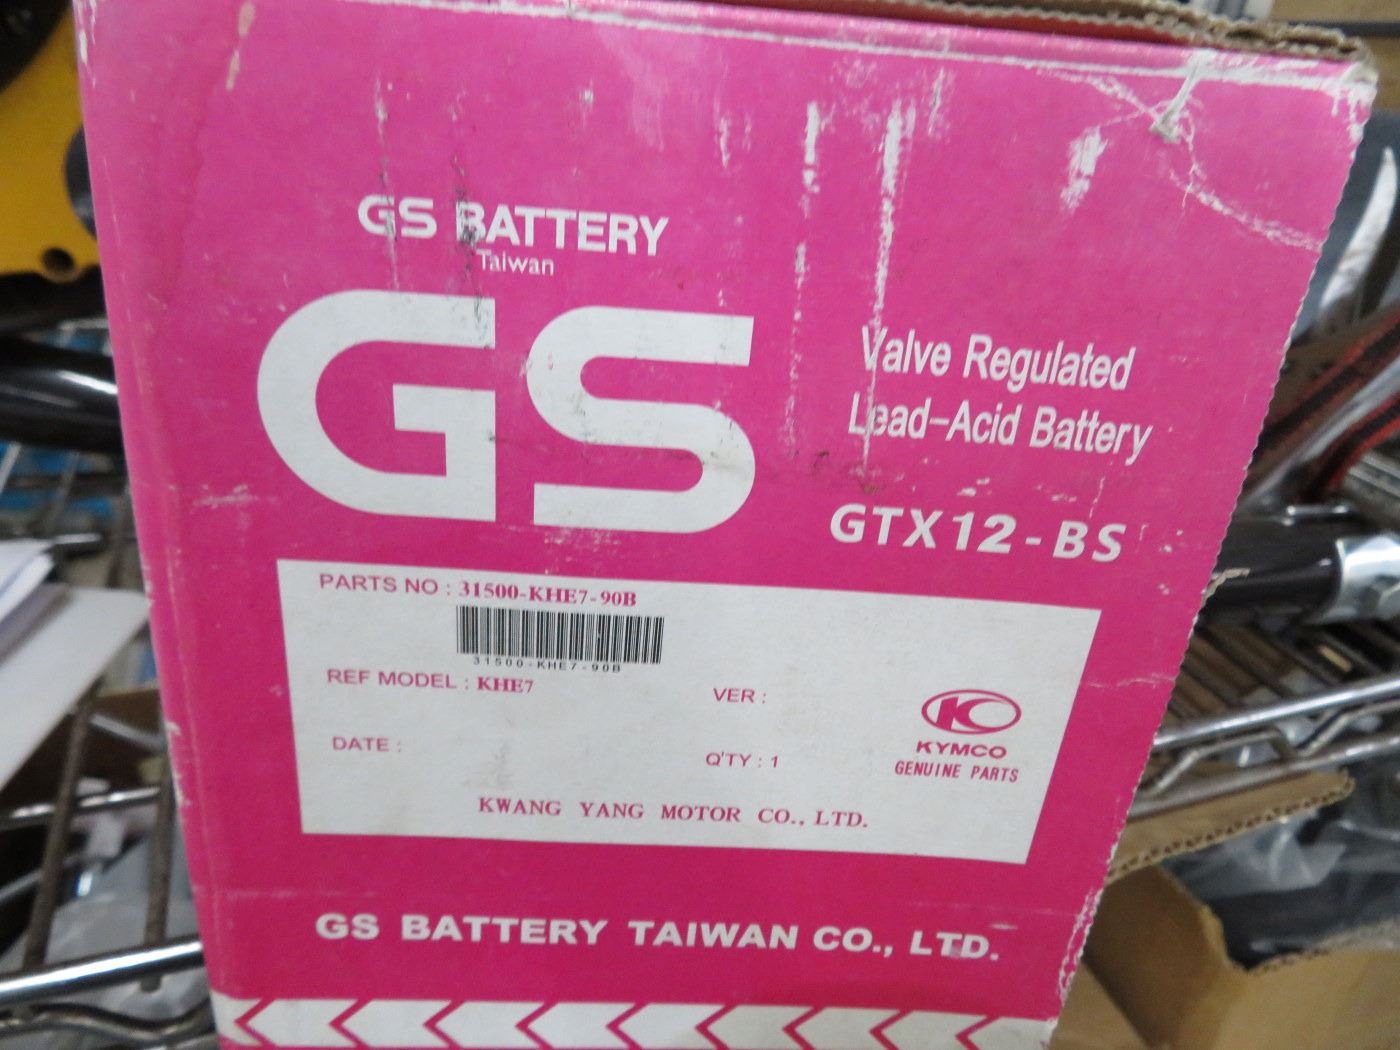 GS BATTERY
Taiwan
GS
Valve Regulated
Lead-Acid Battery
GTX12-BS
PARTS NO : 31500-KHE7-90B
31500-KHE7-90B
REF MODEL : KHE7
VER :
DATE :
Q'TY : 1
KYMCO
GENUINE PARTS
KWANG YANG MOTOR CO., LTD.
GS BATTERY TAIWAN CO., LTD.